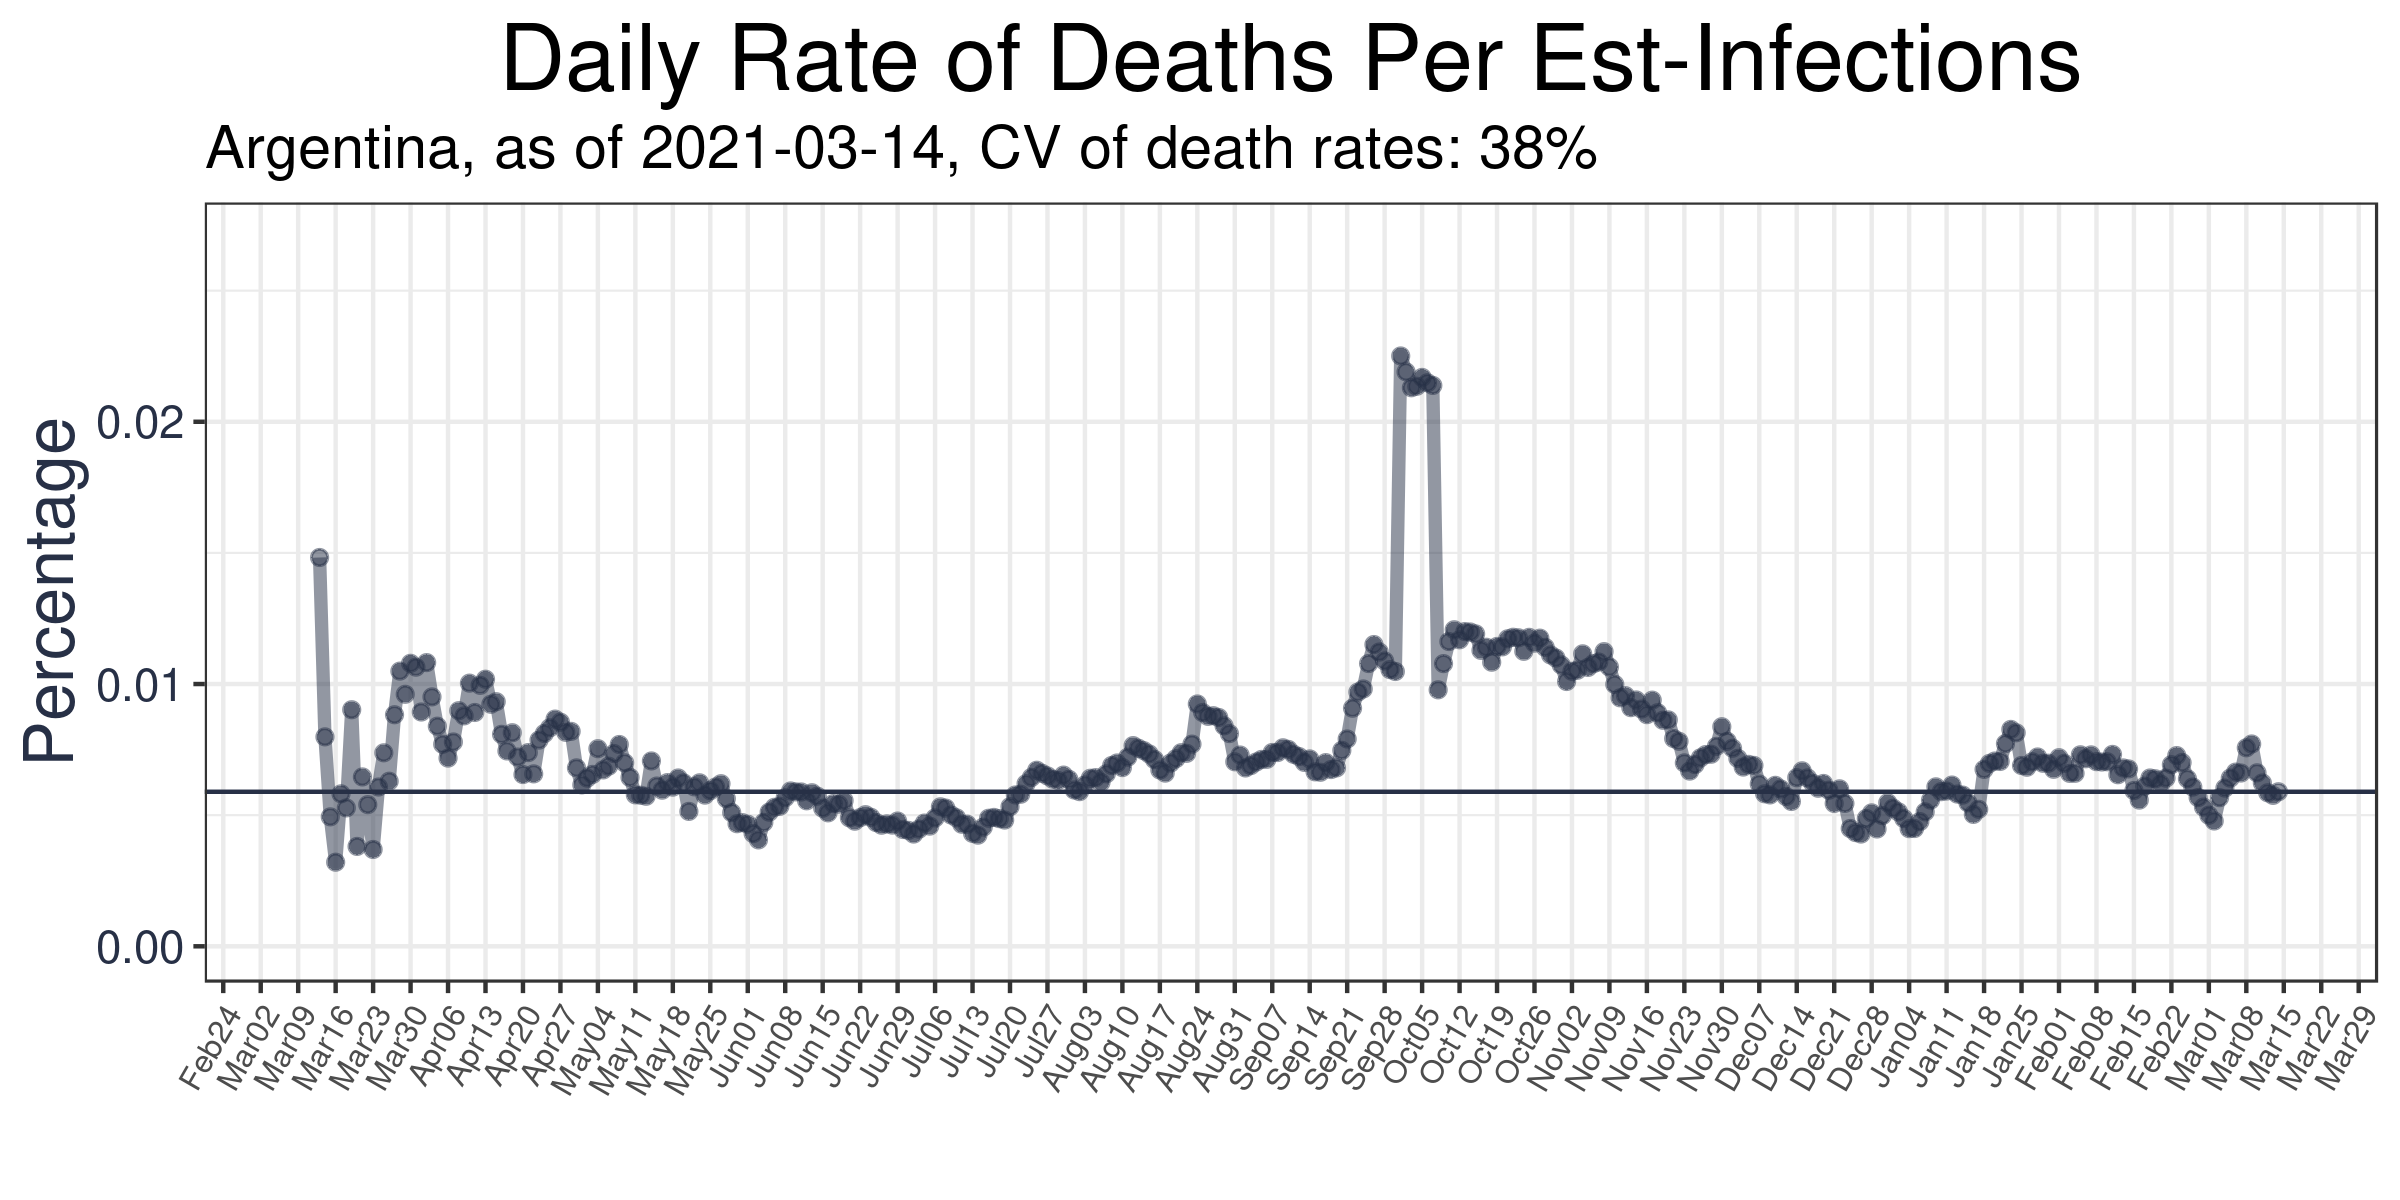 Daily Rate of Deaths Per Est-Infections
Argentina, as of 2021-03-14, CV of death rates: 38%
Percentage
0.02
0.01
0.00
Feb24
Mar02
Mar09
Mar16
Mar23
Mar30
Apr06
Apr13
Apr20
Apr27
May04
May11
May18
May25
Jun01
Jun08
Jun15
Jun22
Jun29
Jul06
Jul13
Jul20
Jul27
Aug03
Aug10
Aug17
Aug24
Aug31
Sep07
Sep14
Sep21
Sep28
Oct05
Oct12
Oct19
Oct26
Nov02
Nov09
Nov16
Nov23
Nov30
Dec07
Dec14
Dec21
Dec28
Jan04
Jan11
Jan18
Jan25
Feb01
Feb08
Feb15
Feb22
Mar01
Mar08
Mar15
Mar22
Mar29